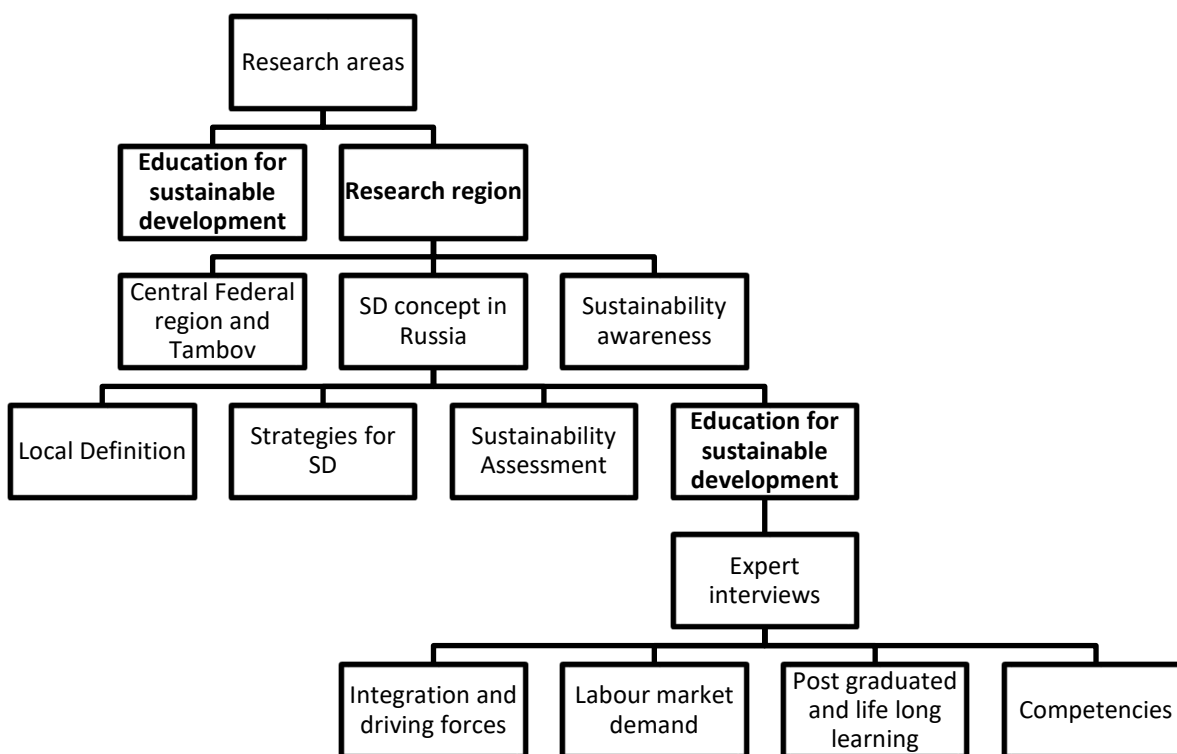 Research areas
Education for
sustainable
development
Research region
Central Federal
region and
Tambov
SD concept in
Russia
Sustainability
awareness
Local Definition
Strategies for
SD
Sustainability
Assessment
Education for
sustainable
development
Expert
interviews
Integration and
driving forces
Labour market
demand
Post graduated
and life long
learning
Competencies